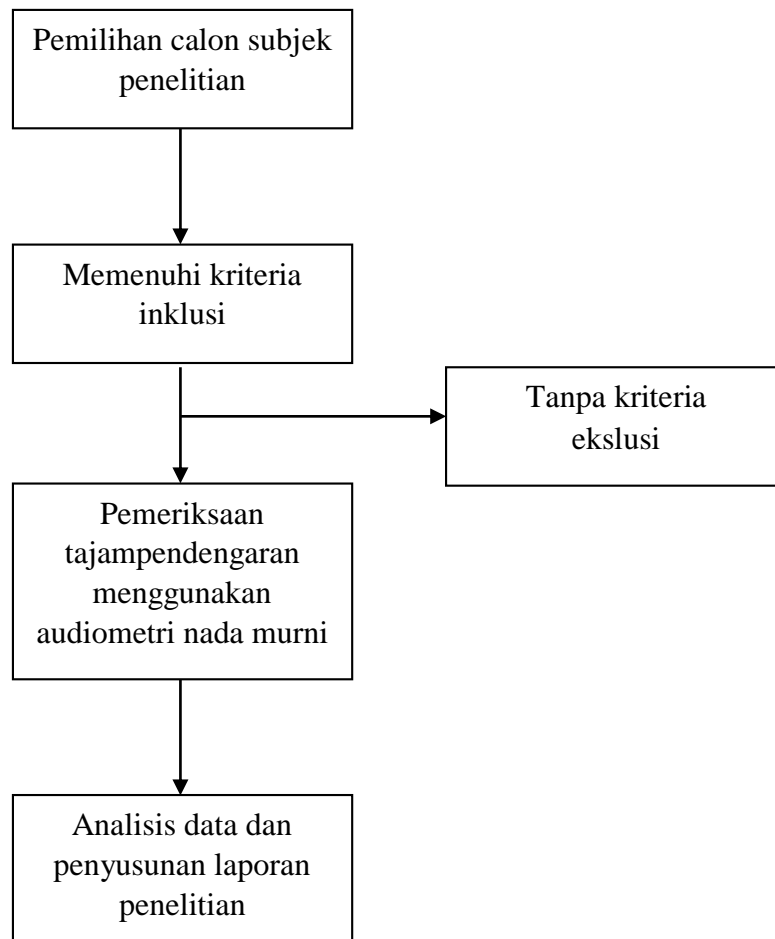 Pemilihan calon subjek
penelitian
Memenuhi kriteria
inklusi
Tanpa kriteria
ekslusi
Pemeriksaan
tajampendengaran
menggunakan
audiometri nada murni
Analisis data dan
penyusunan laporan
penelitian